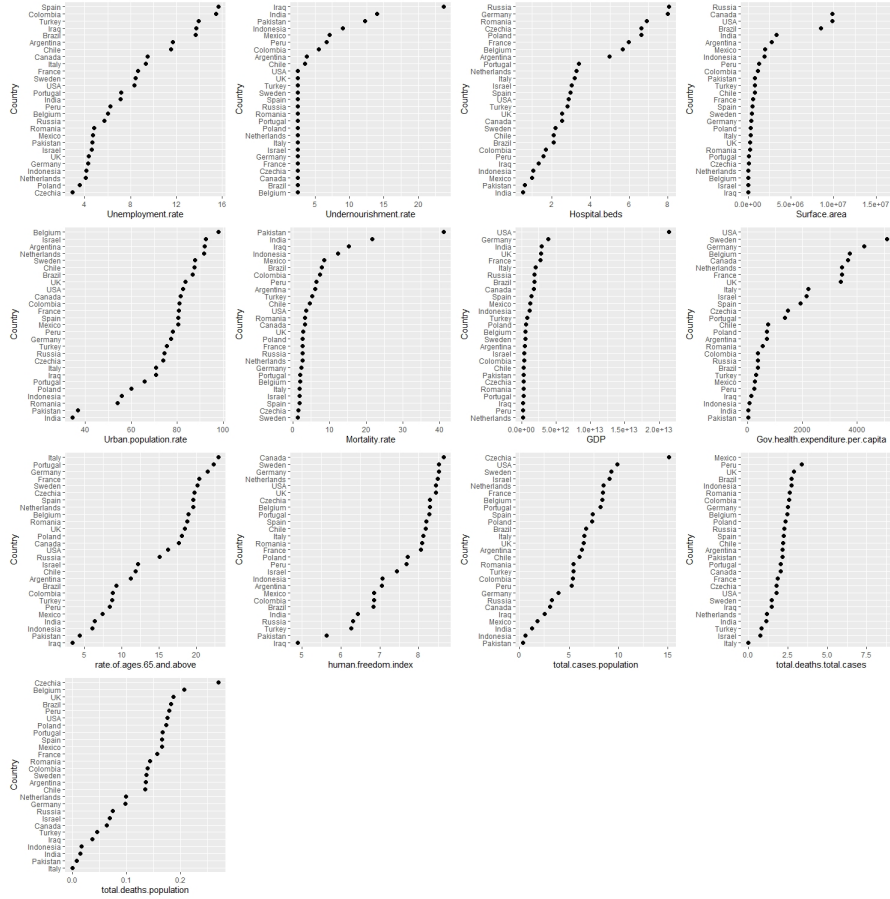 Spain
Colombia
Turkey
Iraq
Brazil
Argentina
Chile
Canada
Italy
France
Sweden
USA
Portugal
India
Peru
Belgium
Russia
Romania
Mexico
Pakistan
Israel
UK
Germany
Indonesia
Netherlands
Poland
Czechia
Country
4 8 12 16
Unemployment.rate
Iraq
India
Pakistan
Indonesia
Mexico
Peru
Colombia
Argentina
Chile
USA
UK
Turkey
Sweden
Spain
Russia
Romania
Portugal
Poland
Netherlands
Italy
Israel
Germany
France
Czechia
Canada
Brazil
Belgium
Country
5 10 15 20
Undernourishment.rate
Russia
Germany
Romania
Czechia
Poland
France
Belgium
Argentina
Portugal
Netherlands
Italy
Israel
Spain
USA
Turkey
UK
Canada
Sweden
Chile
Brazil
Colombia
Peru
Iraq
Indonesia
Mexico
Pakistan
India
Country
2 4 6 8
Hospital.beds
Russia
Canada
USA
Brazil
India
Argentina
Mexico
Indonesia
Peru
Colombia
Pakistan
Turkey
Chile
France
Spain
Sweden
Germany
Poland
Italy
UK
Romania
Portugal
Czechia
Netherlands
Belgium
Israel
Iraq
Country
0.0e+00 5.0e+06 1.0e+07 1.5e+07
Surface.area
Belgium
Israel
Argentina
Netherlands
Sweden
Chile
Brazil
UK
USA
Canada
Colombia
France
Spain
Mexico
Peru
Germany
Turkey
Russia
Czechia
Italy
Iraq
Portugal
Poland
Indonesia
Romania
Pakistan
India
Country
40 60 80 100
Urban.population.rate
Pakistan
India
Iraq
Indonesia
Mexico
Brazil
Colombia
Peru
Argentina
Turkey
Chile
USA
Romania
Canada
UK
Poland
France
Russia
Netherlands
Germany
Portugal
Belgium
Italy
Israel
Spain
Czechia
Sweden
Country
0 10 20 30 40
Mortality.rate
USA
Germany
India
UK
France
Italy
Russia
Brazil
Canada
Spain
Mexico
Indonesia
Turkey
Poland
Belgium
Sweden
Argentina
Israel
Colombia
Chile
Pakistan
Czechia
Romania
Portugal
Iraq
Peru
Netherlands
Country
0.0e+00 5.0e+12 1.0e+13 1.5e+13 2.0e+13
GDP
USA
Sweden
Germany
Belgium
Canada
Netherlands
France
UK
Italy
Israel
Spain
Czechia
Portugal
Chile
Poland
Argentina
Romania
Colombia
Russia
Brazil
Turkey
Mexico
Peru
Iraq
Indonesia
India
Pakistan
Country
0 2000 4000
Gov.health.expenditure.per.capita
Italy
Portugal
Germany
France
Sweden
Czechia
Spain
Netherlands
Belgium
Romania
UK
Poland
Canada
USA
Russia
Israel
Chile
Argentina
Brazil
Colombia
Turkey
Peru
Mexico
India
Indonesia
Pakistan
Iraq
Country
5 10 15 20
rate.of.ages.65.and.above
Canada
Sweden
Germany
Netherlands
USA
UK
Czechia
Belgium
Portugal
Spain
Chile
Italy
Romania
France
Poland
Peru
Israel
Indonesia
Argentina
Mexico
Colombia
Brazil
India
Russia
Turkey
Pakistan
Iraq
Country
5 6 7 8
human.freedom.index
Czechia
USA
Sweden
Israel
Netherlands
France
Belgium
Portugal
Spain
Poland
Brazil
Italy
UK
Argentina
Chile
Romania
Turkey
Colombia
Peru
Germany
Russia
Canada
Iraq
Mexico
India
Indonesia
Pakistan
Country
0 5 10 15
total.cases.population
Mexico
Peru
UK
Brazil
Indonesia
Romania
Colombia
Germany
Belgium
Poland
Russia
Spain
Chile
Argentina
Pakistan
Portugal
Canada
France
Czechia
USA
Sweden
Iraq
Netherlands
India
Turkey
Israel
Italy
Country
0.0 2.5 5.0 7.5
total.deaths.total.cases
Czechia
Belgium
UK
Brazil
Peru
USA
Poland
Portugal
Spain
Mexico
France
Romania
Colombia
Sweden
Argentina
Chile
Netherlands
Germany
Russia
Israel
Canada
Turkey
Iraq
Indonesia
India
Pakistan
Italy
Country
0.0 0.1 0.2
total.deaths.population